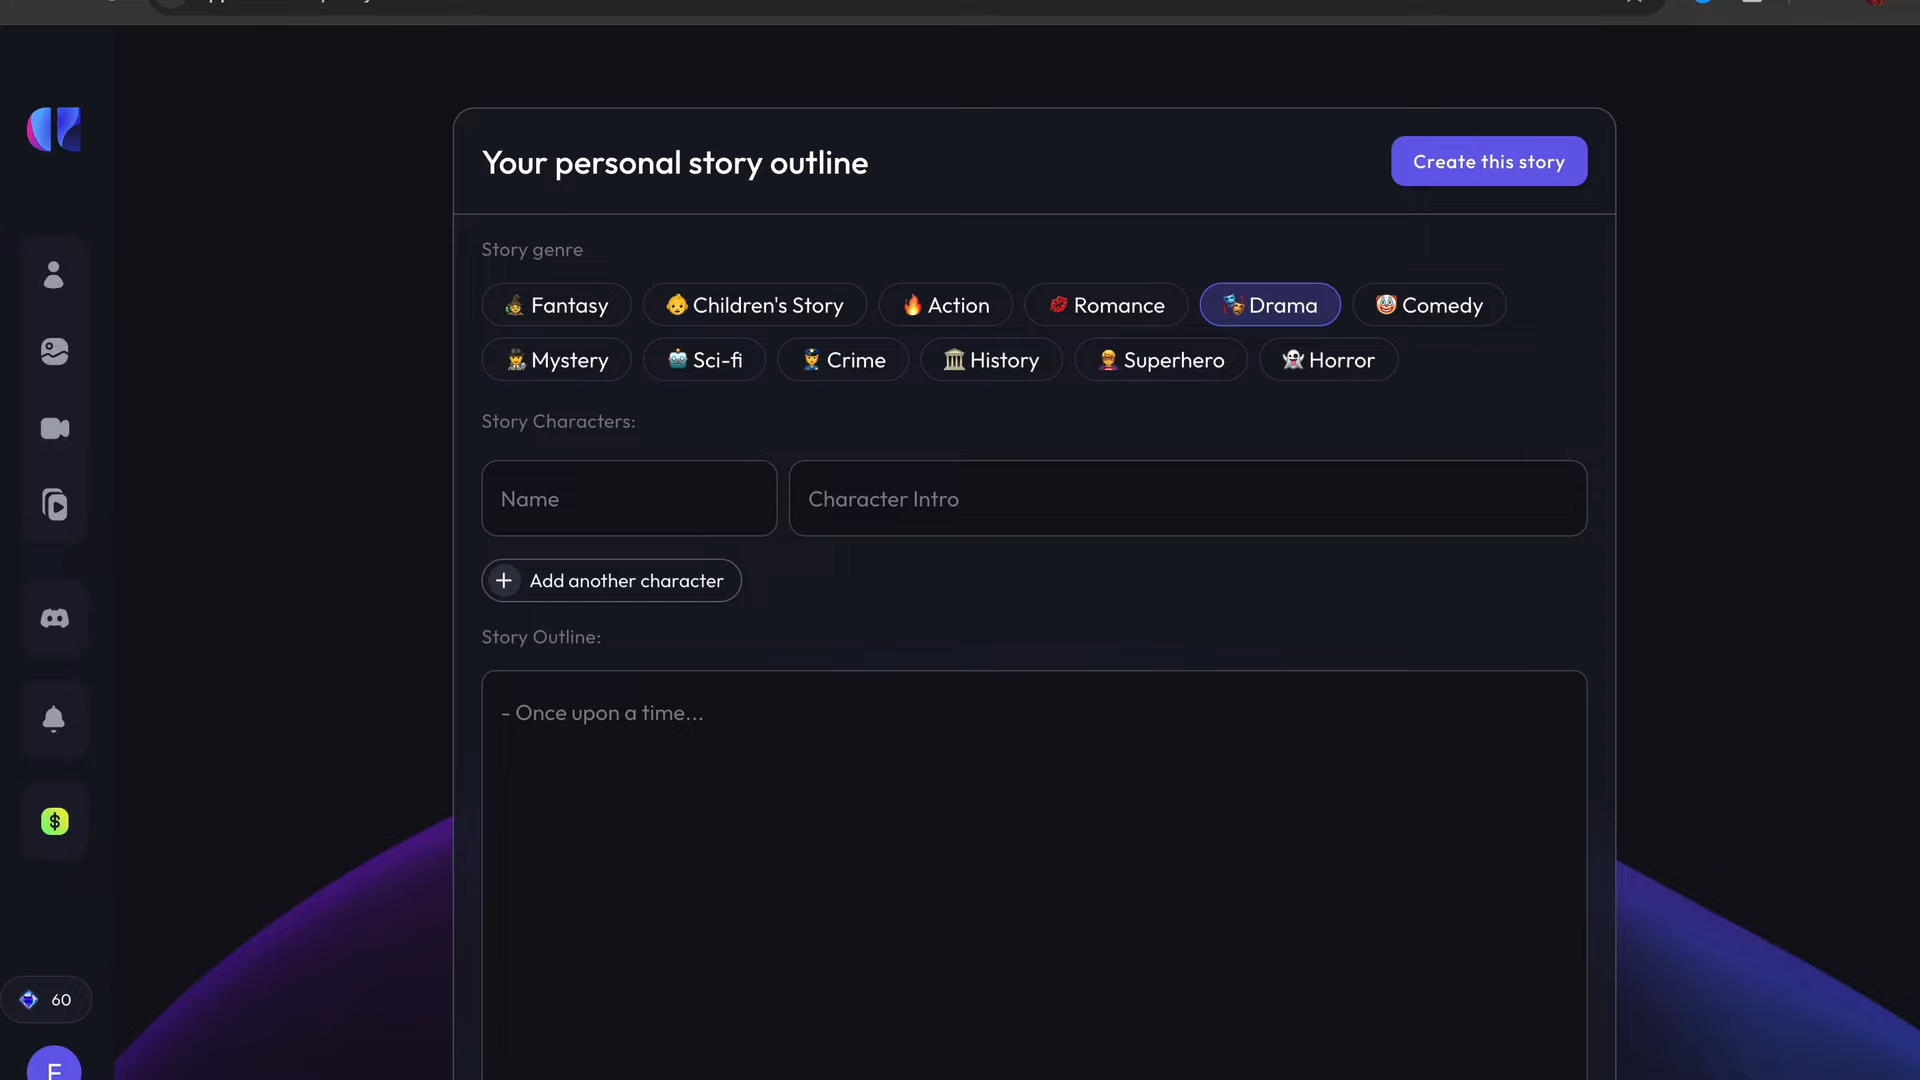 Your personal story outline
Create this story
Story genre
Fantasy
Children's Story
Action
Romance
Drama
Comedy
Mystery
Sci-fi
Crime
History
Superhero
Horror
Story Characters:
Name
Character Intro
+ Add another character
Story Outline:
- Once upon a time...
$
60
E